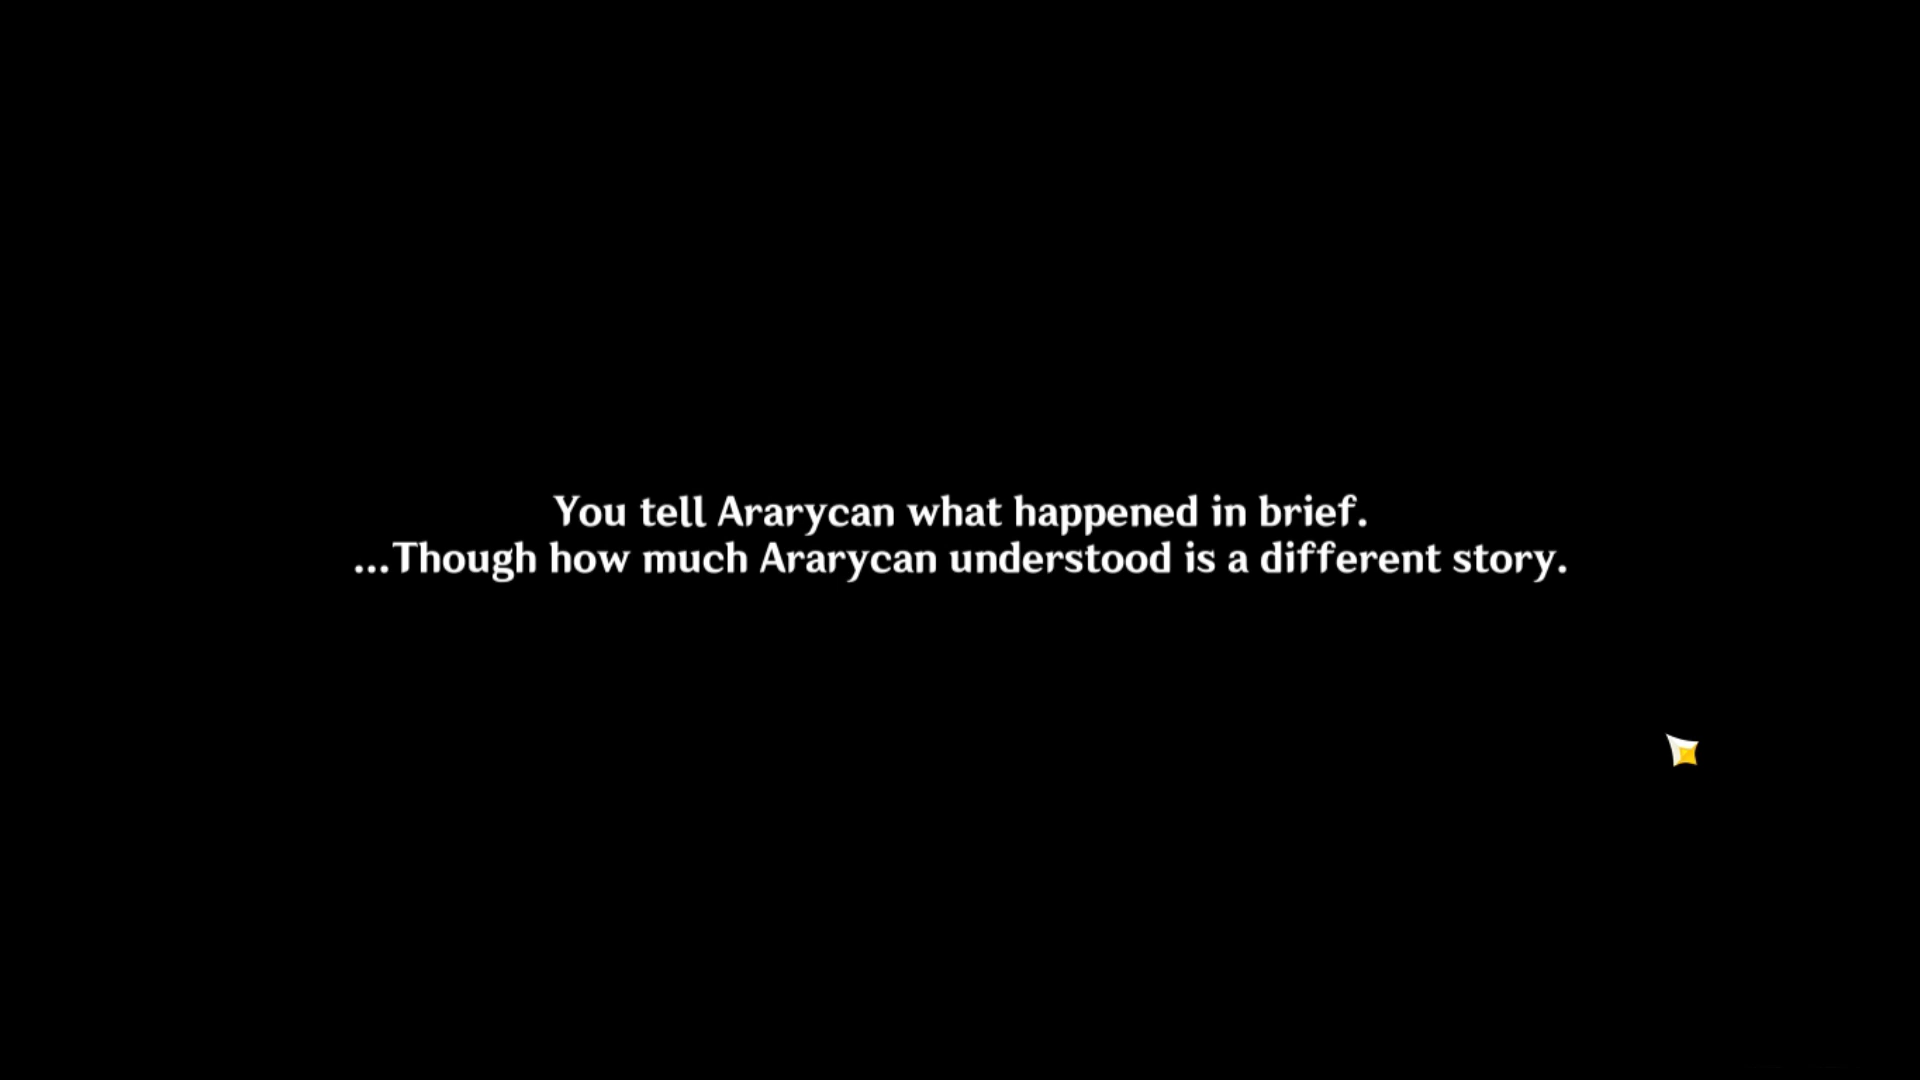 You tell Ararycan what happened in brief.
...Though how much Ararycan understood is a different story.